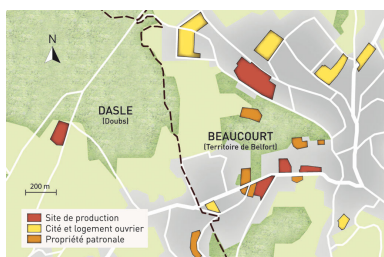 N
DASLE
(Doubs)
BEAUCOURT
(Territoire de Belfort)
200 m
Site de production
Cité et logement ouvrier
Propriété patronale